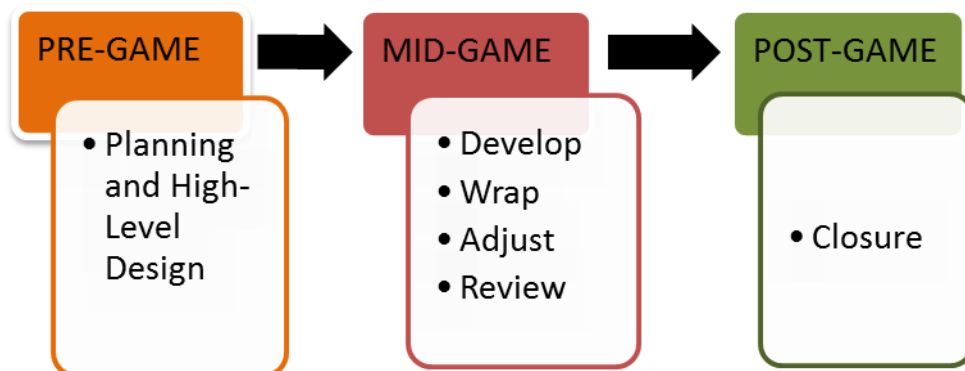 PRE-GAME
• Planning
and High-
Level
Design
MID-GAME
• Develop
• Wrap
• Adjust
• Review
POST-GAME
• Closure